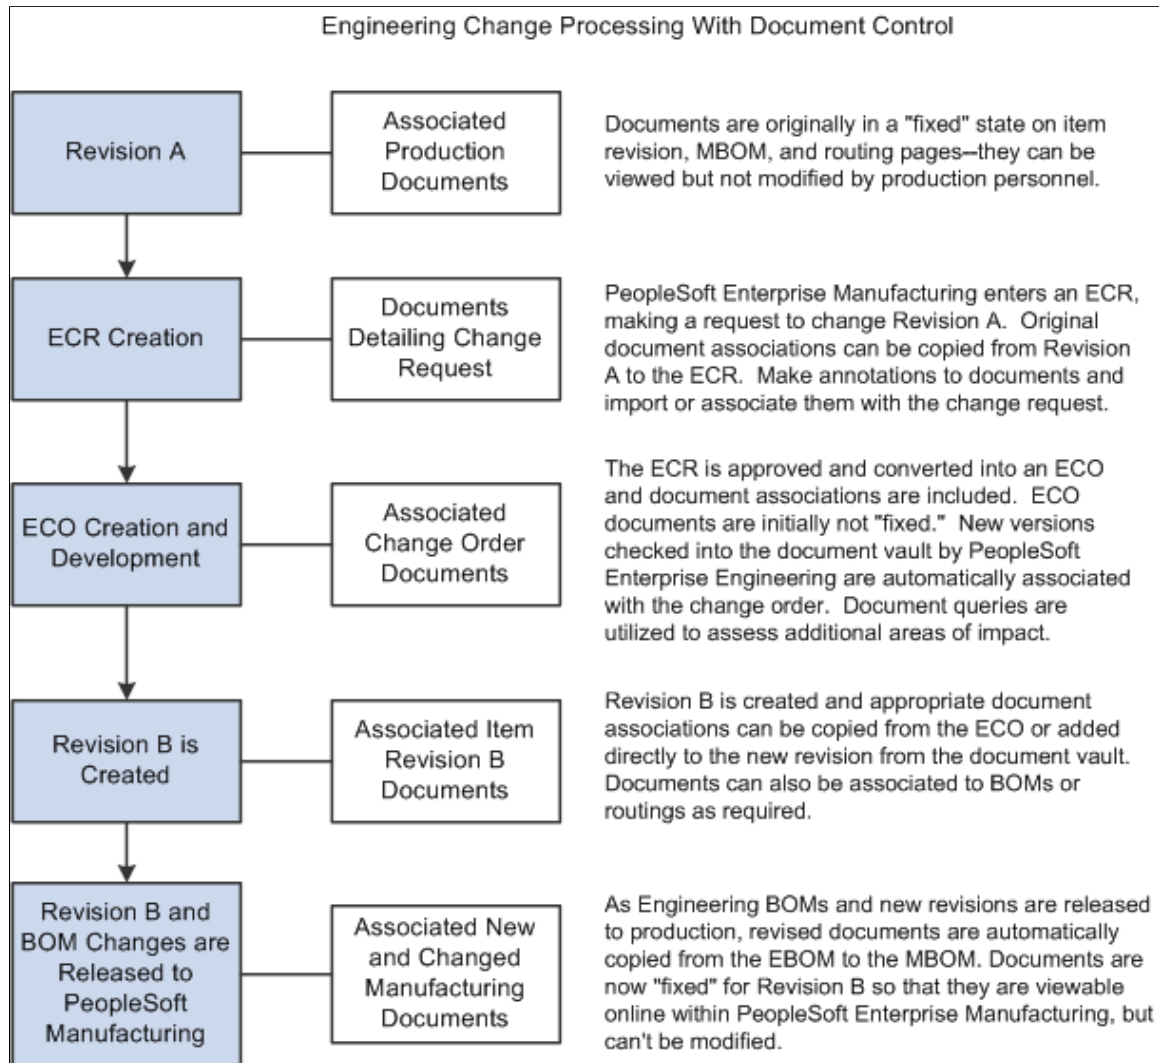 Engineering Change Processing With Document Control
Revision A
Associated
Production
Documents
Documents are originally in a "fixed" state on item
revision, MBOM, and routing pages--they can be
viewed but not modified by production personnel.
ECR Creation
Documents
Detailing Change
Request
PeopleSoft Enterprise Manufacturing enters an ECR,
making a request to change Revision A.  Original
document associations can be copied from Revision
A to the ECR.  Make annotations to documents and
import or associate them with the change request.
ECO Creation and
Development
Associated
Change Order
Documents
The ECR is approved and converted into an ECO
and document associations are included.  ECO
documents are initially not "fixed."  New versions
checked into the document vault by PeopleSoft
Enterprise Engineering are automatically associated
with the change order.  Document queries are
utilized to assess additional areas of impact.
Revision B is
Created
Associated Item
Revision B
Documents
Revision B is created and appropriate document
associations can be copied from the ECO or added
directly to the new revision from the document vault.
Documents can also be associated to BOMs or
routings as required.
Revision B and
BOM Changes are
Released to
PeopleSoft
Manufacturing
Associated New
and Changed
Manufacturing
Documents
As Engineering BOMs and new revisions are released
to production, revised documents are automatically
copied from the EBOM to the MBOM. Documents are
now "fixed" for Revision B so that they are viewable
online within PeopleSoft Enterprise Manufacturing, but
can't be modified.